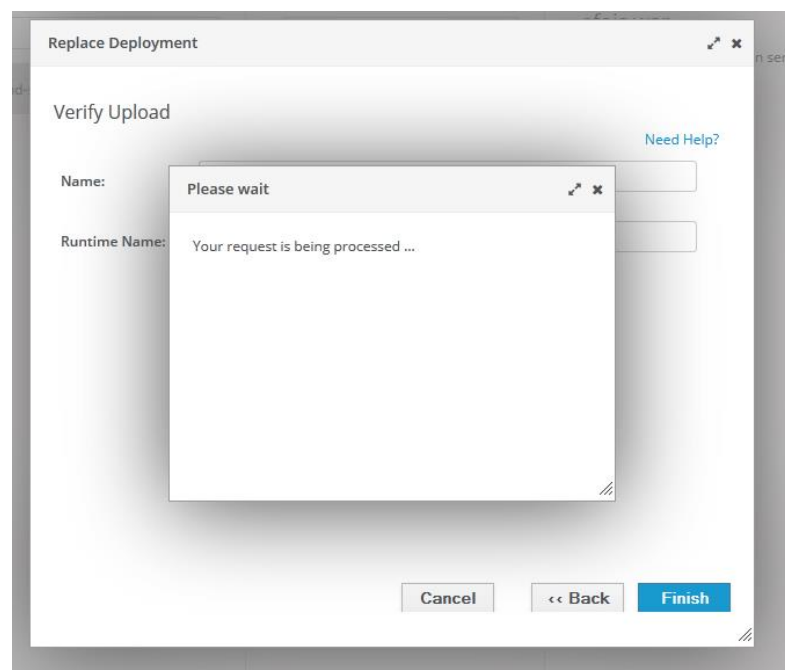 Replace Deployment
n ser
Verify Upload
Need Help?
Name:
Please wait
Runtime Name:
Your request is being processed ...
Cancel
‹‹ Back
Finish